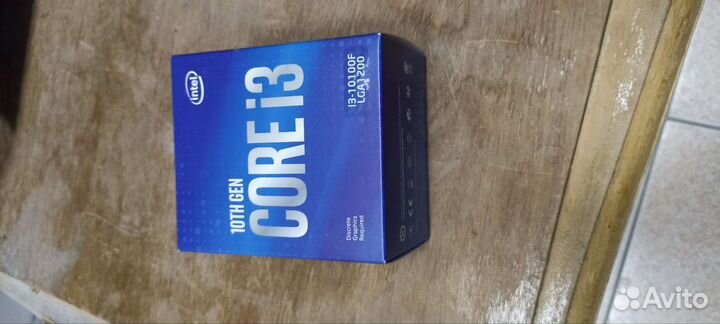 intel
10TH GEN
CORE i3
i3-10100F
LGA1200
Discrete
Graphics
Required
Avito